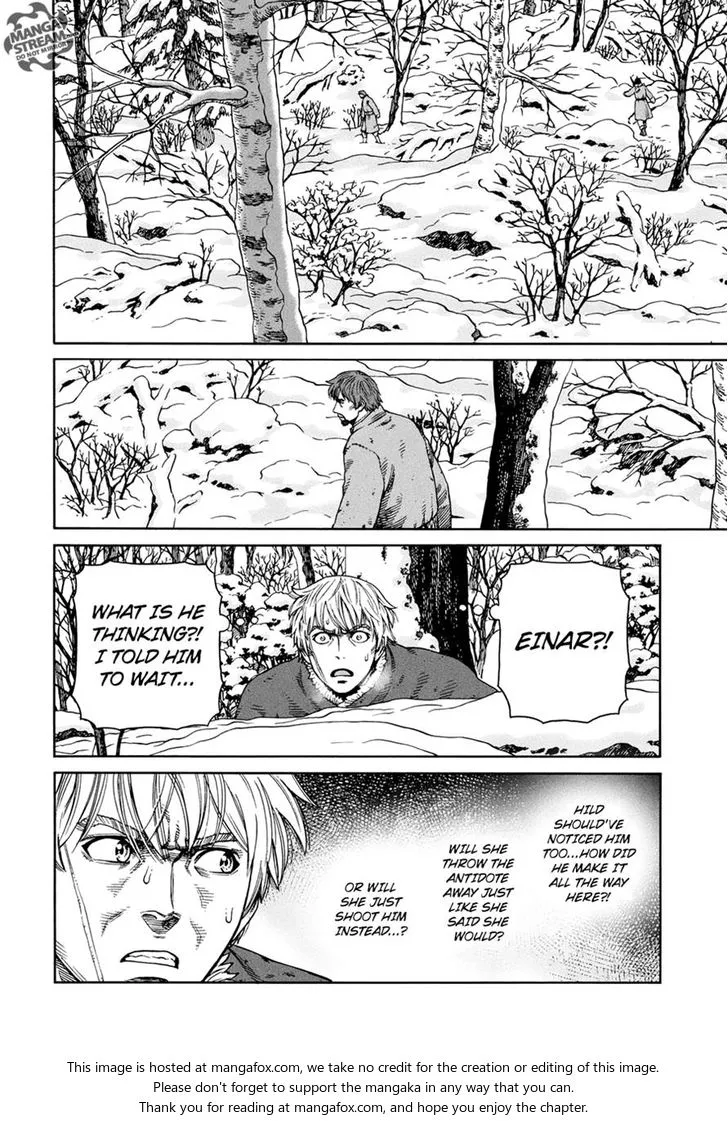 MANGA
STREAM
DO NOT MIRROR
EINAR?!
WHAT IS HE
THINKING?!
I TOLD HIM
TO WAIT...
HILD
SHOULD'VE
NOTICED HIM
TOO...HOW DID
HE MAKE IT
ALL THE WAY
HERE?!
WILL SHE
THROW THE
ANTIDOTE
AWAY JUST
LIKE SHE
SAID SHE
WOULD?
OR WILL
SHE JUST
SHOOT HIM
INSTEAD...?
This image is hosted at mangafox.com, we take no credit for the creation or editing of this image.
Please don't forget to support the mangaka in any way that you can.
Thank you for reading at mangafox.com, and hope you enjoy the chapter.